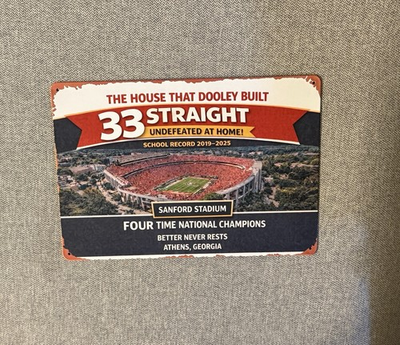 THE HOUSE THAT DOOLEY BUILT
33 STRAIGHT
UNDEFEATED AT HOME!
SCHOOL RECORD 2019-2025
SANFORD STADIUM
FOUR TIME NATIONAL CHAMPIONS
BETTER NEVER RESTS
ATHENS, GEORGIA